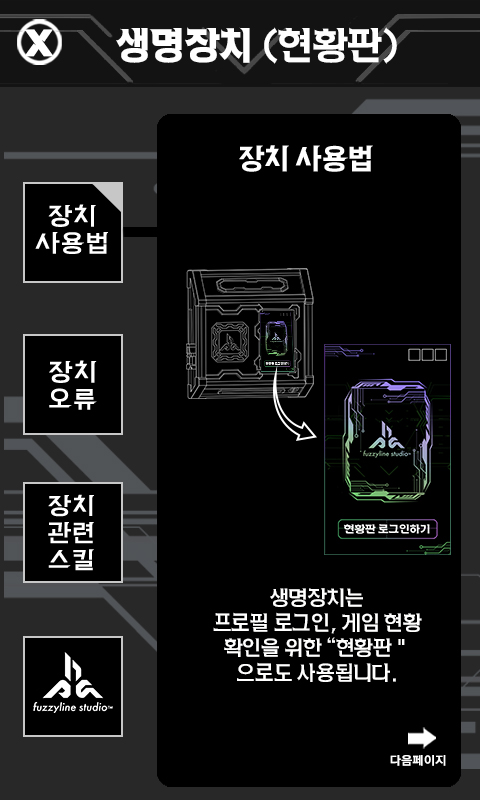 X
생명장치 (현황판)
장치 사용법
장치
사용법
장치
오류
장치
관련
스킬
fuzzyline studio™
fuzzyline studio™
현황판 로그인하기
생명장치는
프로필 로그인, 게임 현황
확인을 위한 “현황판 "
으로도 사용됩니다.
다음페이지